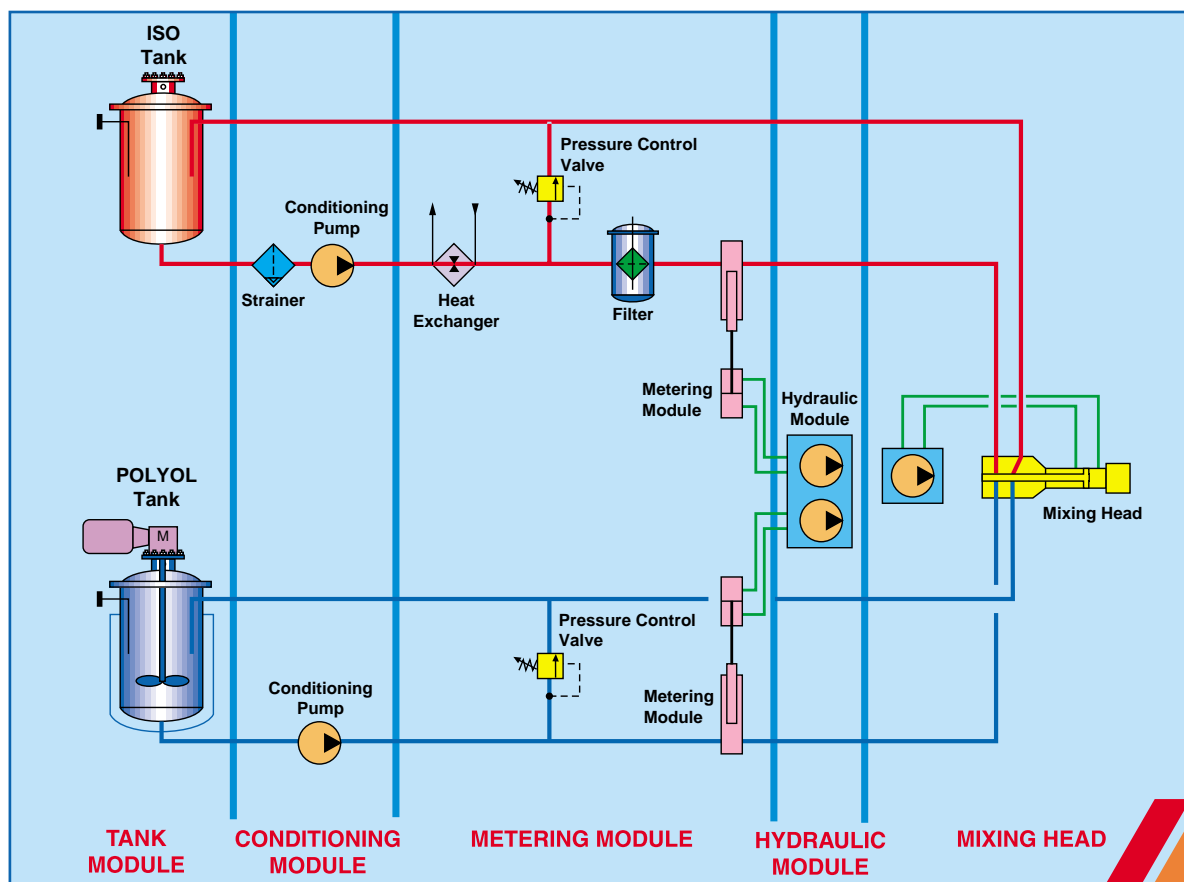 ISO
Tank
Pressure Control
Valve
Conditioning
Pump
Strainer
Heat
Exchanger
Filter
Metering
Module
Hydraulic
Module
POLYOL
Tank
M
Mixing Head
Pressure Control
Valve
Conditioning
Pump
Metering
Module
TANK
MODULE
CONDITIONING
MODULE
METERING MODULE
HYDRAULIC
MODULE
MIXING HEAD